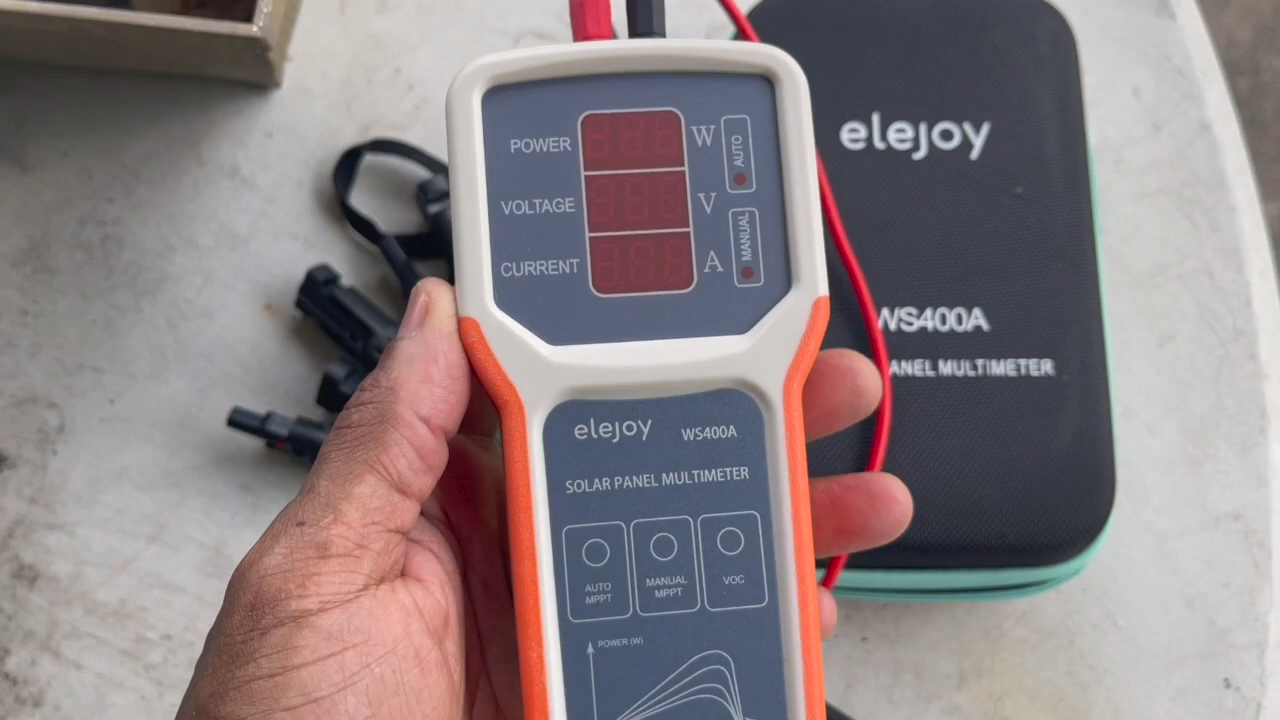 POWER W
VOLTAGE V
CURRENT A
AUTO
MANUAL
elejoy WS400A
SOLAR PANEL MULTIMETER
AUTO MPPT
MANUAL MPPT
VOC
POWER (W)
elejoy
WS400A
ANEL MULTIMETER